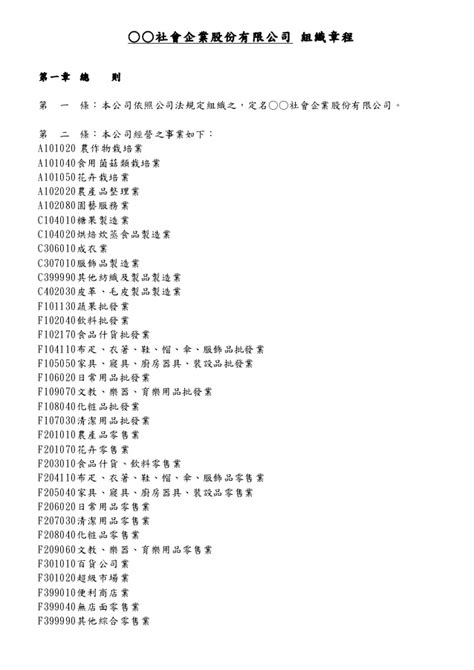 ○○社會企業股份有限公司 組織章程
第一章 總 則
第 一 條：本公司依照公司法規定組織之，定名○○社會企業股份有限公司。
第 二 條：本公司經營之事業如下：
A101020 農作物栽培業
A101040食用菌菇類栽培業
A101050花卉栽培業
A102020農產品整理業
A102080園藝服務業
C104010糖果製造業
C104020烘焙炊蒸食品製造業
C306010成衣業
C307010服飾品製造業
C399990其他紡織及製品製造業
C402030皮革、毛皮製品製造業
F101130蔬果批發業
F102040飲料批發業
F102170食品什貨批發業
F104110布疋、衣著、鞋、帽、傘、服飾品批發業
F105050家具、寢具、廚房器具、裝設品批發業
F106020日常用品批發業
F109070文教、樂器、育樂用品批發業
F108040化粧品批發業
F107030清潔用品批發業
F201010農產品零售業
F201070花卉零售業
F203010食品什貨、飲料零售業
F204110布疋、衣著、鞋、帽、傘、服飾品零售業
F205040家具、寢具、廚房器具、裝設品零售業
F206020日常用品零售業
F207030清潔用品零售業
F208040化粧品零售業
F209060文教、樂器、育樂用品零售業
F301010百貨公司業
F301020超級市場業
F399010便利商店業
F399040無店面零售業
F399990其他綜合零售業